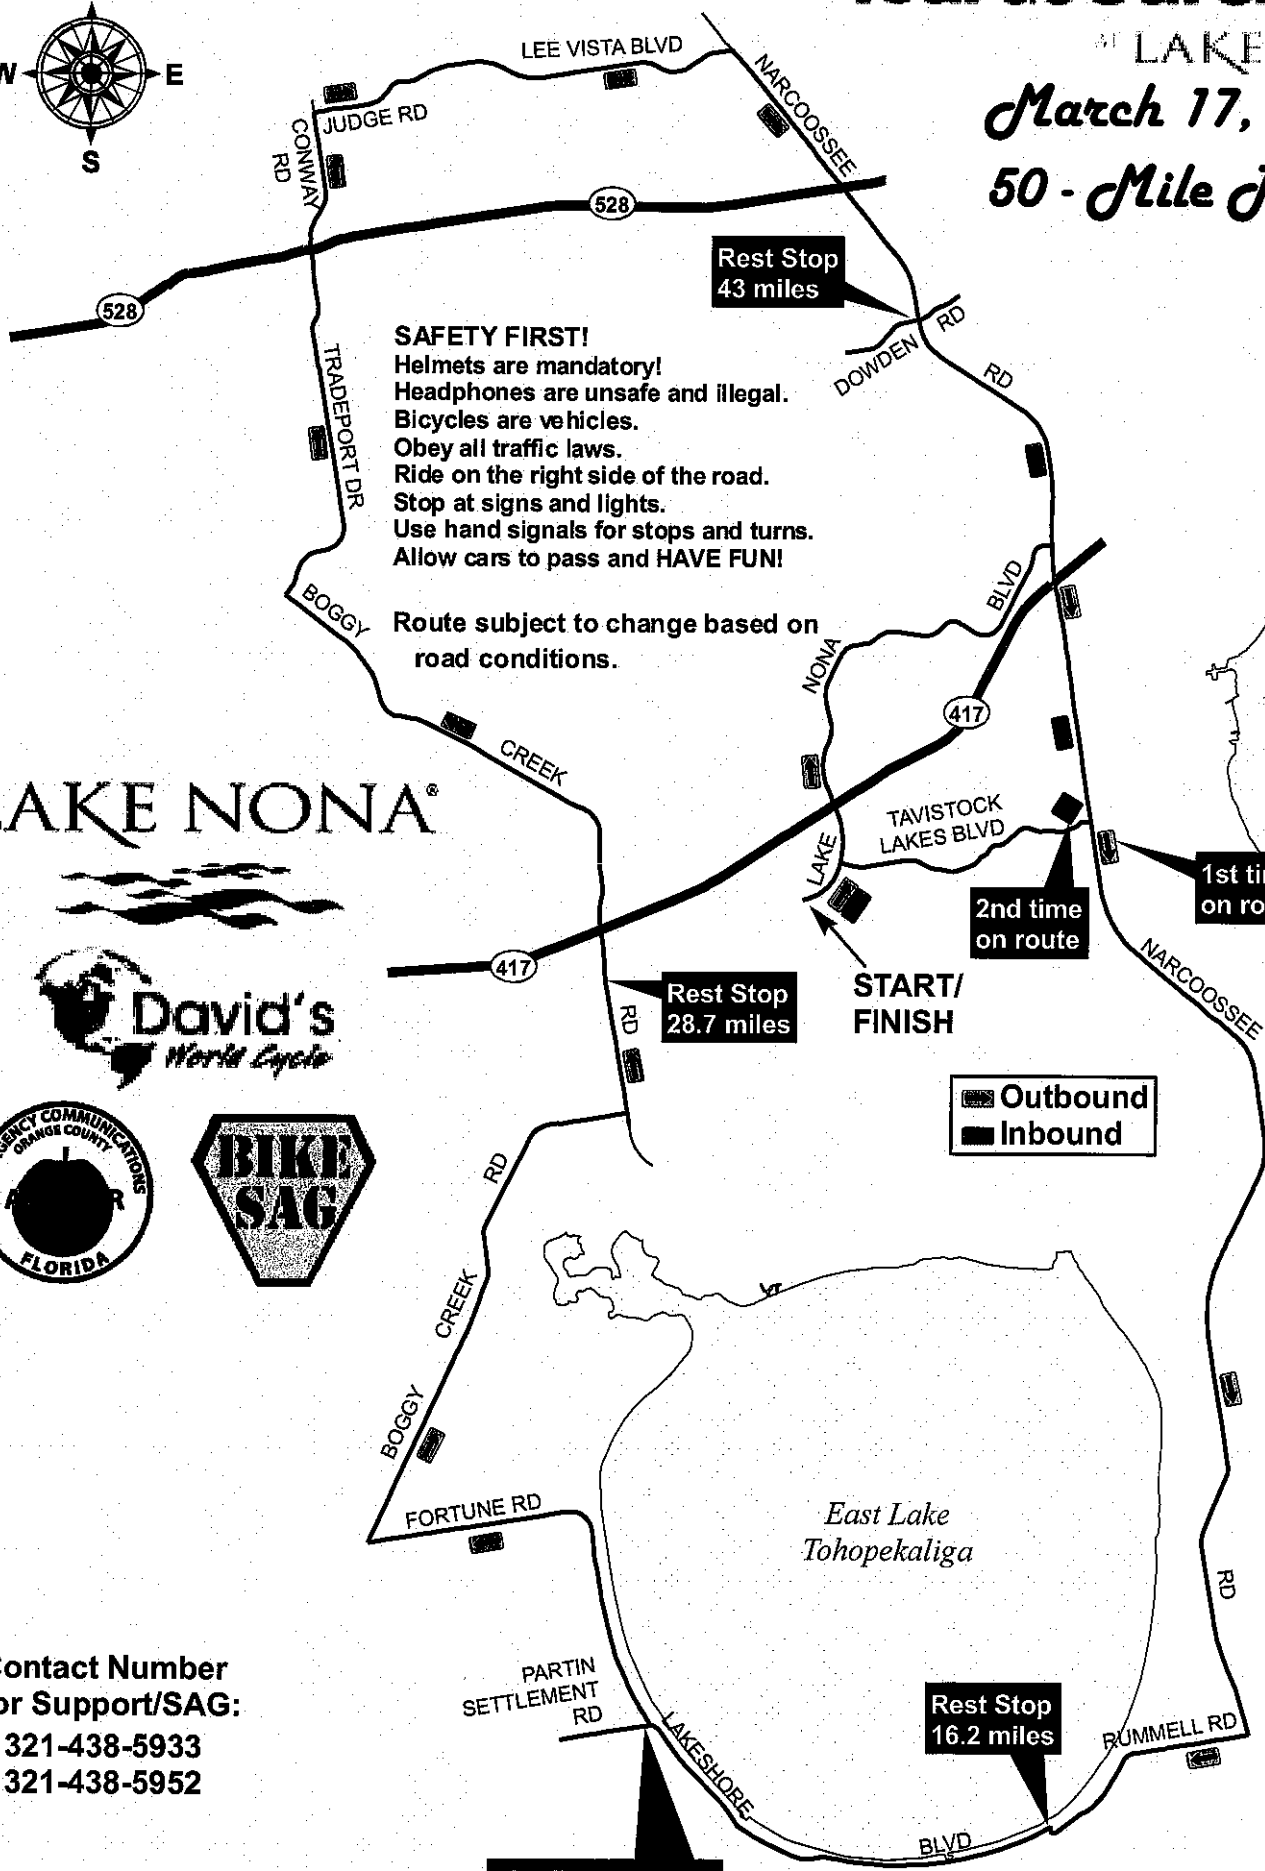 LAKE
March 17,
50 - Mile
W
E
S
LEE VISTA BLVD
JUDGE RD
CONWAY
RD
NARCOOSSEE
528
528
Rest Stop
43 miles
DOWDEN RD
RD
TRADEPORT DR
SAFETY FIRST!
Helmets are mandatory!
Headphones are unsafe and illegal.
Bicycles are vehicles.
Obey all traffic laws.
Ride on the right side of the road.
Stop at signs and lights.
Use hand signals for stops and turns.
Allow cars to pass and HAVE FUN!
Route subject to change based on
road conditions.
BOGGY
CREEK
RD
LAKE
NONA
BLVD
417
417
TAVISTOCK
LAKES BLVD
1st
on
2nd time
on route
START/
FINISH
Rest Stop
28.7 miles
NARCOOSSEE
RD
LAKE NONA®
David's
World Cycle
COMMUNICATIONS
ORANGE COUNTY
FLORIDA
BIKE
SAG
Outbound
Inbound
BOGGY
CREEK
RD
FORTUNE RD
East Lake
Tohopekaliga
PARTIN
SETTLEMENT
RD
LAKESHORE
BLVD
Rest Stop
16.2 miles
RUMMELL RD
Contact Number
or Support/SAG:
321-438-5933
321-438-5952